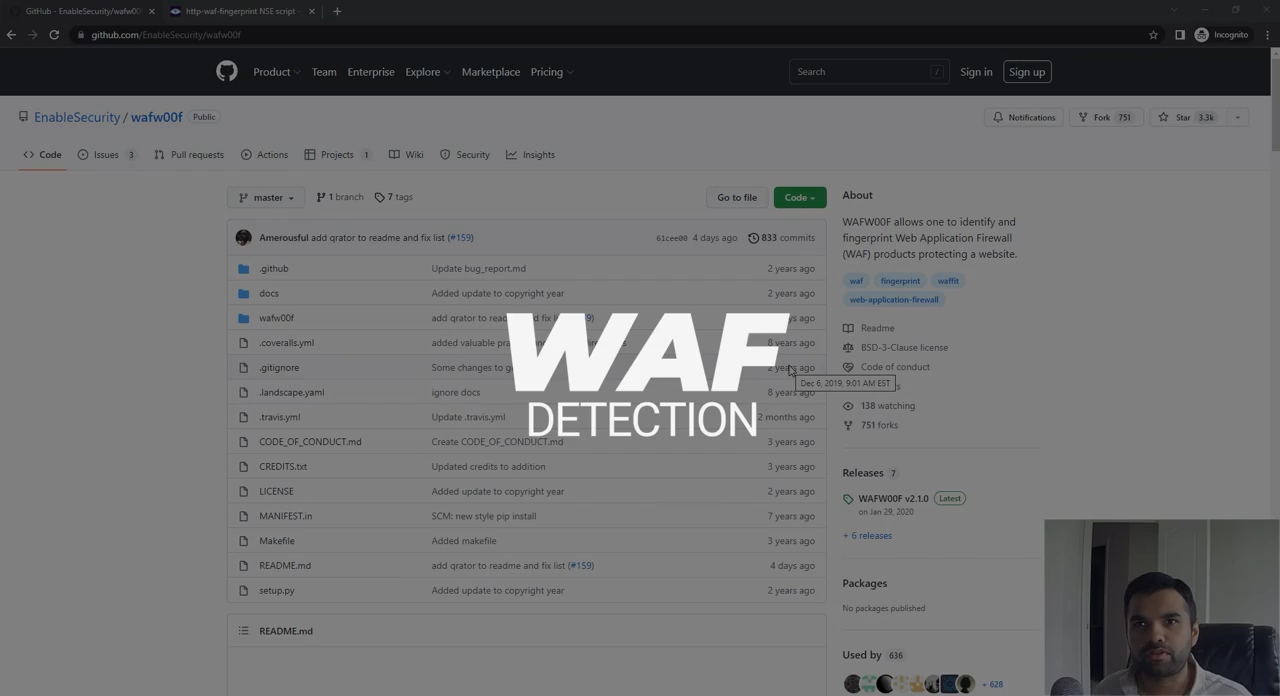 GitHub - EnableSecurity/wafw00
http-waf-fingerprint NSE script -
github.com/EnableSecurity/wafw00f
Incognito
Product
Team
Enterprise
Explore
Marketplace
Pricing
Search
/
Sign in
Sign up
EnableSecurity / wafw00f
Public
Notifications
Fork 751
Star 3.3k
Code
Issues 3
Pull requests
Actions
Projects 1
Wiki
Security
Insights
master
1 branch
7 tags
Go to file
Code
About
WAFW00F allows one to identify and
fingerprint Web Application Firewall
(WAF) products protecting a website.
waf fingerprint waffit
web-application-firewall
Readme
BSD-3-Clause license
Code of conduct
138 watching
751 forks
Releases 7
WAFW00F v2.1.0 Latest
on Jan 29, 2020
+ 6 releases
Packages
No packages published
Used by 636
+ 628
Amerousful add qrator to readme and fix list (#159) 61cee00 4 days ago 833 commits
.github Update bug_report.md 2 years ago
docs Added update to copyright year 2 years ago
wafw00f add qrator to
.coveralls.yml added valuable 8 years ago
.gitignore Some changes to 2 years ago
Dec 6, 2019, 9:01 AM EST
.landscape.yaml ignore docs 8 years ago
.travis.yml Update .travis.yml 2 months ago
CODE_OF_CONDUCT.md Create CODE_OF_CONDUCT.md 3 years ago
CREDITS.txt Updated credits to addition 3 years ago
LICENSE Added update to copyright year 2 years ago
MANIFEST.in SCM: new style pip install 7 years ago
Makefile Added makefile 3 years ago
README.md add qrator to readme and fix list (#159) 4 days ago
setup.py Added update to copyright year 2 years ago
README.md
WAF
DETECTION